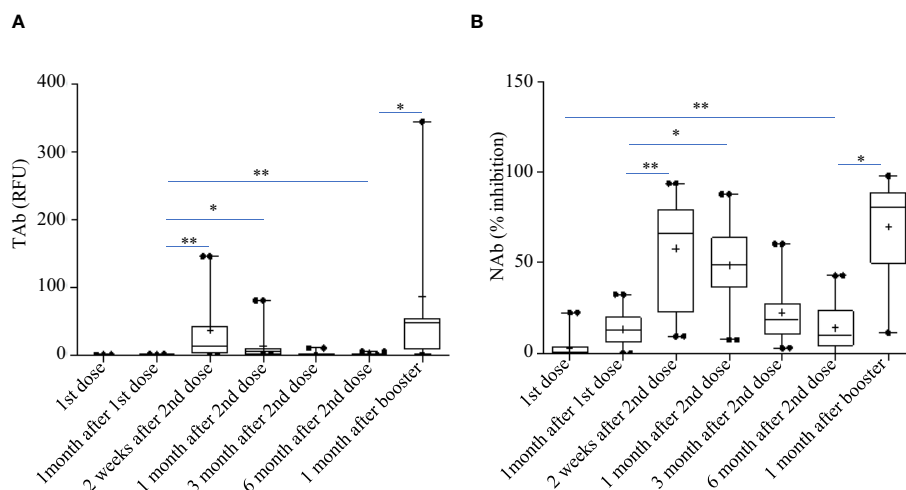 A
TAb (RFU)
400
300
200
100
0
**
*
**
*
1st dose
1month after 1st dose
2 weeks after 2nd dose
1 month after 2nd dose
3 month after 2nd dose
6 month after 2nd dose
1 month after booster
B
NAb (% inhibition)
150
100
50
0
**
*
**
*
1st dose
1month after 1st dose
2 weeks after 2nd dose
1 month after 2nd dose
3 month after 2nd dose
6 month after 2nd dose
1 month after booster